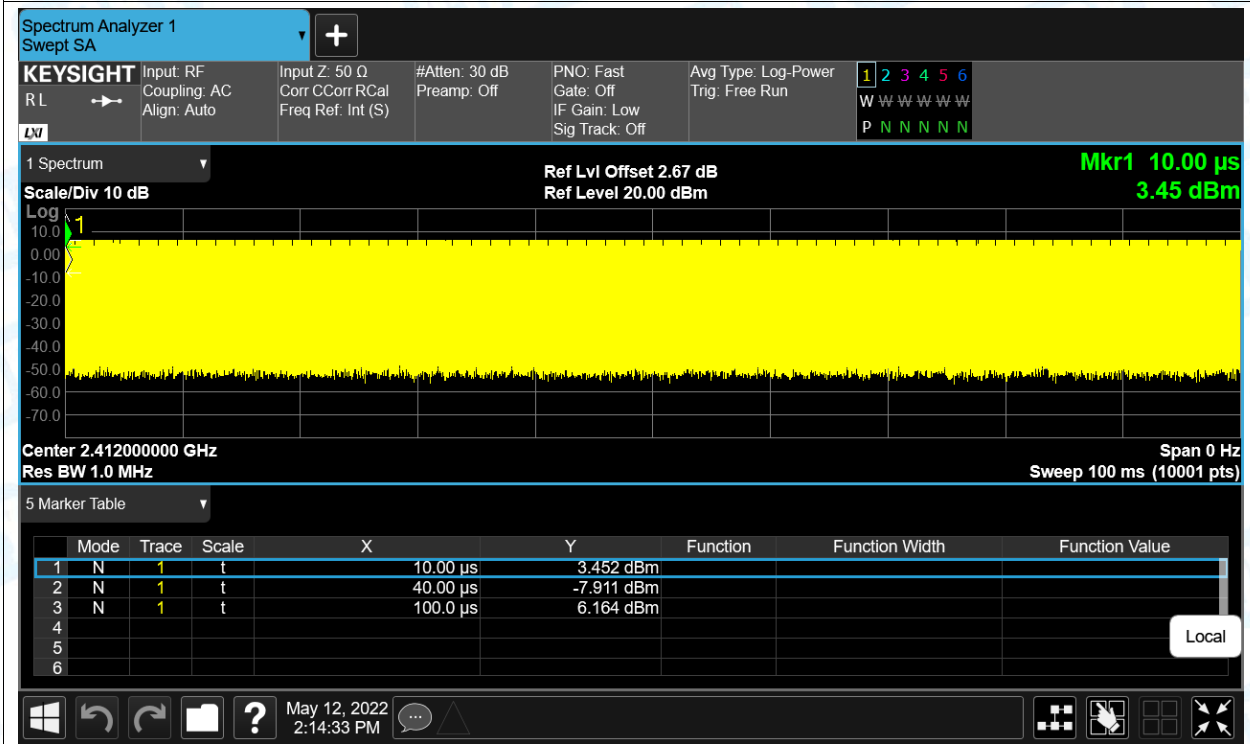 Spectrum Analyzer 1
Swept SA
KEYSIGHT
R L
LXI
Input: RF
Coupling: AC
Align: Auto
Input Z: 50 Ω
Corr CCorr RCal
Freq Ref: Int (S)
#Atten: 30 dB
Preamp: Off
PNO: Fast
Gate: Off
IF Gain: Low
Sig Track: Off
Avg Type: Log-Power
Trig: Free Run
1 2 3 4 5 6
W W W W W W
P N N N N N
1 Spectrum
Scale/Div 10 dB
Ref Lvl Offset 2.67 dB
Ref Level 20.00 dBm
Mkr1 10.00 µs
3.45 dBm
Log
1
10.0
0.00
-10.0
-20.0
-30.0
-40.0
-50.0
-60.0
-70.0
Center 2.412000000 GHz
Res BW 1.0 MHz
Span 0 Hz
Sweep 100 ms (10001 pts)
5 Marker Table
Mode Trace Scale X Y Function Function Width Function Value
1 N 1 t 10.00 µs 3.452 dBm
2 N 1 t 40.00 µs -7.911 dBm
3 N 1 t 100.0 µs 6.164 dBm
4
5
6
Local
?
May 12, 2022
2:14:33 PM